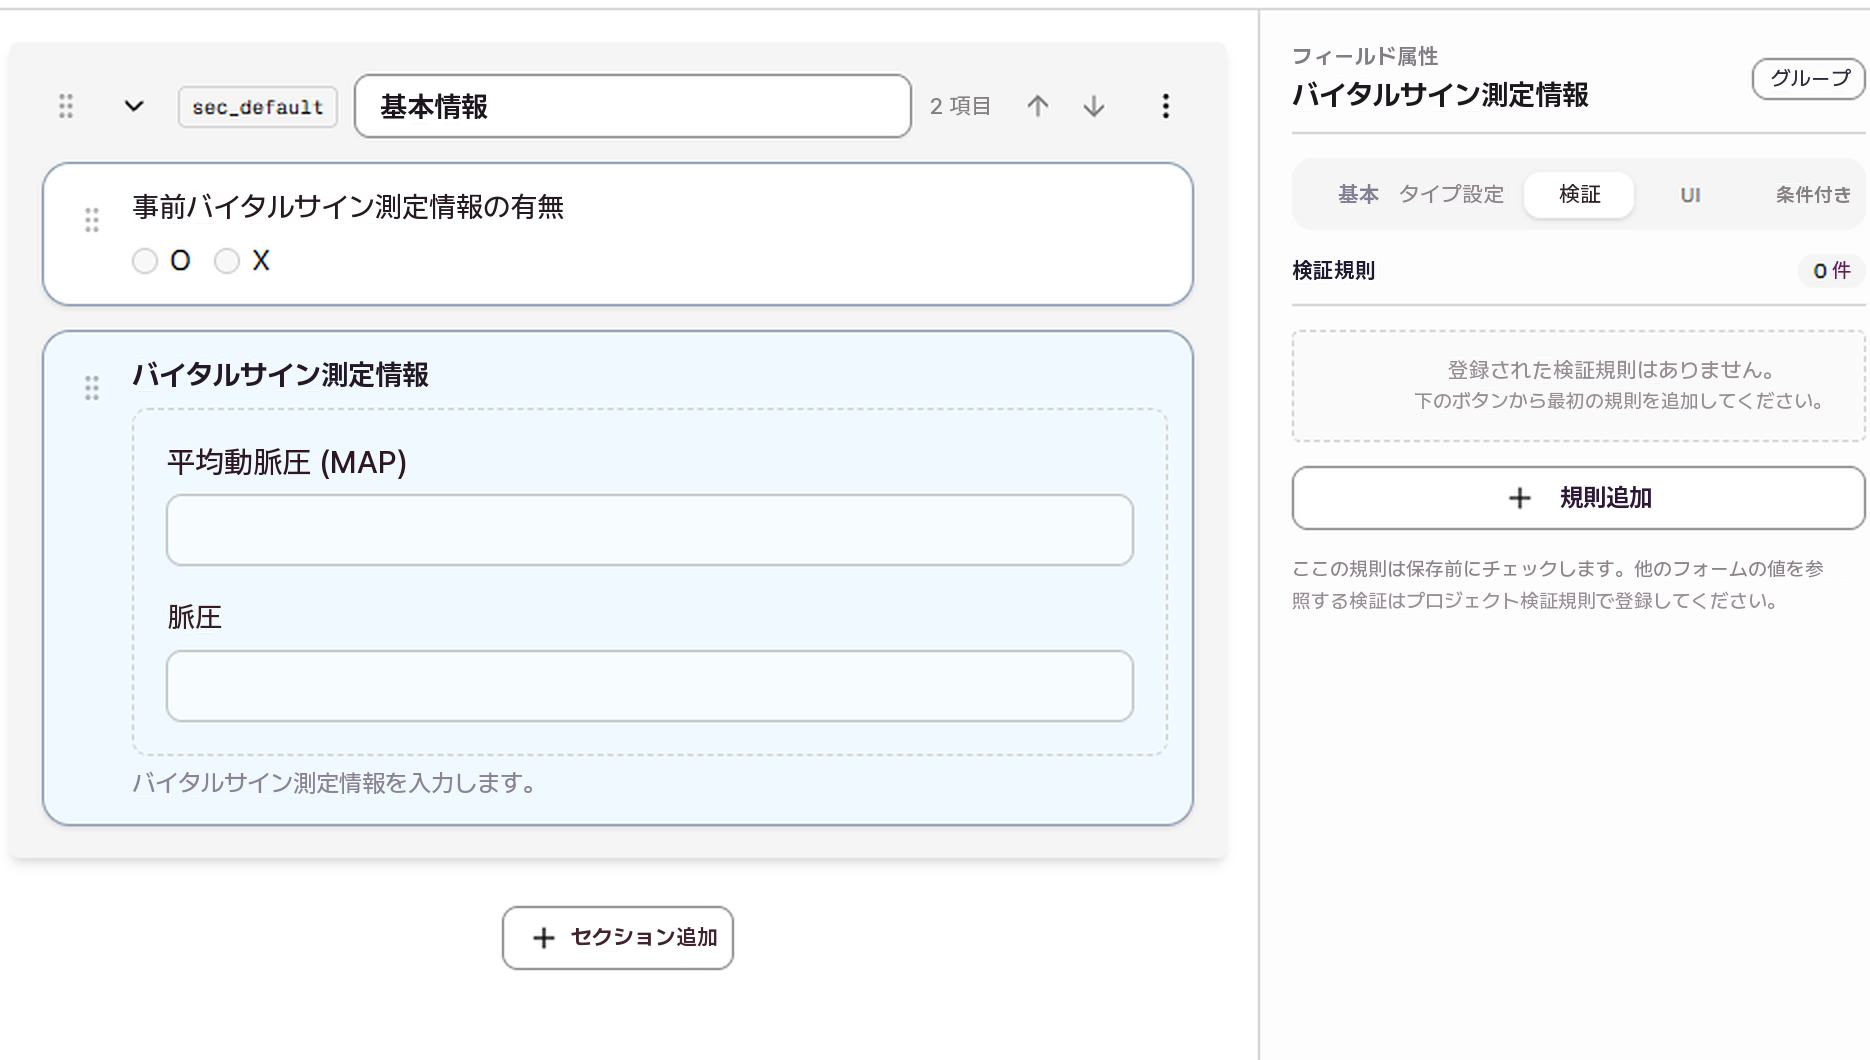 sec_default
基本情報
2 項目
事前バイタルサイン測定情報の有無
O X
バイタルサイン測定情報
平均動脈圧 (MAP)
脈圧
バイタルサイン測定情報を入力します。
+ セクション追加
フィールド属性
バイタルサイン測定情報
グループ
基本 タイプ設定 検証 UI 条件付き
検証規則
0 件
登録された検証規則はありません。
下のボタンから最初の規則を追加してください。
+ 規則追加
ここの規則は保存前にチェックします。他のフォームの値を参
照する検証はプロジェクト検証規則で登録してください。